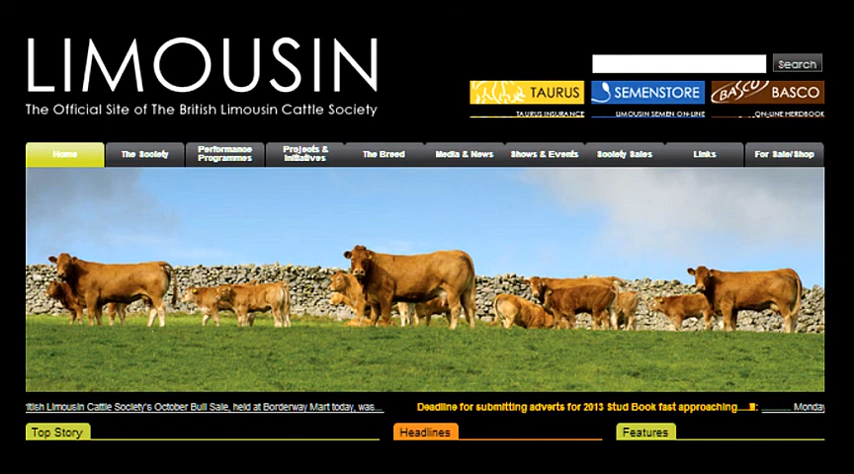 LIMOUSIN
The Official Site of The British Limousin Cattle Society
Search
TAURUS
SEMENSTORE
BASCO
BASCO
TAURUS INSURANCE
LIMOUSIN SEMEN ON-LINE
ON-LINE HERDBOOK
Home
The Society
Performance
Programmes
Projects &
Initiatives
The Breed
Media & News
Shows & Events
Society Sales
Links
For Sale/Shop
itish Limousin Cattle Society's October Bull Sale, held at Borderway Mart today, was...
Deadline for submitting adverts for 2013 Stud Book fast approaching
Monday
Top Story
Headlines
Features